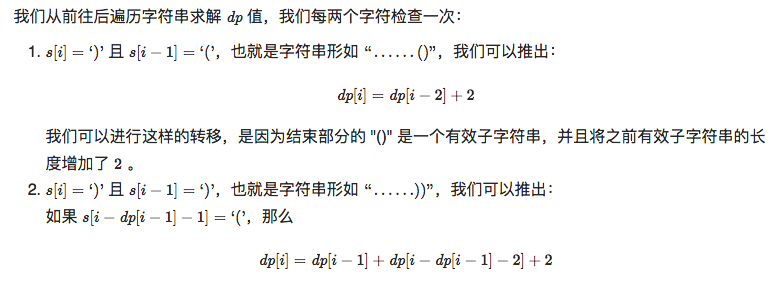 我们从前往后遍历字符串求解 dp 值，我们每两个字符检查一次：
1. s[i] = ‘)’ 且 s[i − 1] = ‘(’，也就是字符串形如 “……()”，我们可以推出：
dp[i] = dp[i − 2] + 2
我们可以进行这样的转移，是因为结束部分的 "()" 是一个有效子字符串，并且将之前有效子字符串的长
度增加了 2 。
2. s[i] = ‘)’ 且 s[i − 1] = ‘)’，也就是字符串形如 “……))”，我们可以推出：
如果 s[i − dp[i − 1] − 1] = ‘(’，那么
dp[i] = dp[i − 1] + dp[i − dp[i − 1] − 2] + 2